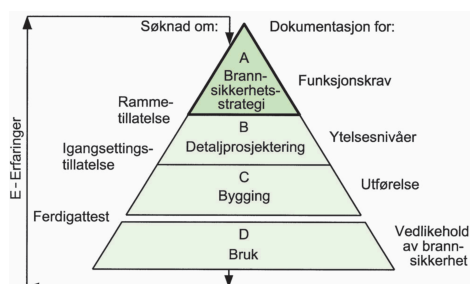 Søknad om:
Dokumentasjon for:
A
Brann-
sikkerhets-
strategi
Funksjonskrav
Ramme-
tillatelse
B
Detaljprosjektering
Ytelsesnivåer
Igangsettings-
tillatelse
C
Bygging
Utførelse
Ferdigattest
D
Bruk
Vedlikehold
av brann-
sikkerhet
E - Erfaringer